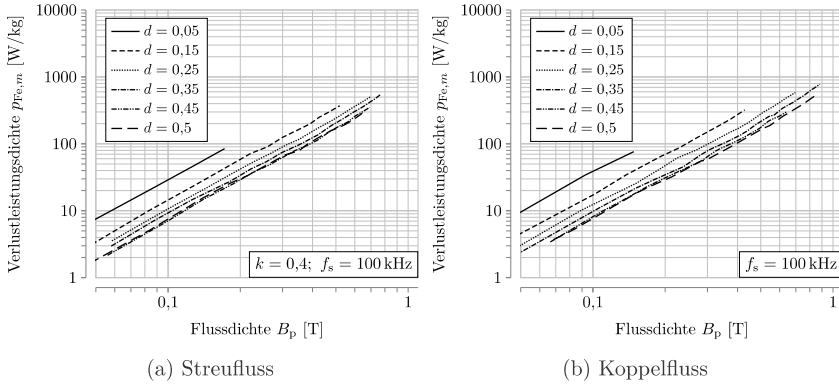 Verlustleistungsdichte p_Fe,m [W/kg]
10000
1000
100
10
1
d = 0,05
d = 0,15
d = 0,25
d = 0,35
d = 0,45
d = 0,5
k = 0,4; f_s = 100 kHz
0,1
1
Flussdichte B_p [T]
(a) Streufluss
Verlustleistungsdichte p_Fe,m [W/kg]
10000
1000
100
10
1
d = 0,05
d = 0,15
d = 0,25
d = 0,35
d = 0,45
d = 0,5
f_s = 100 kHz
0,1
1
Flussdichte B_p [T]
(b) Koppelfluss